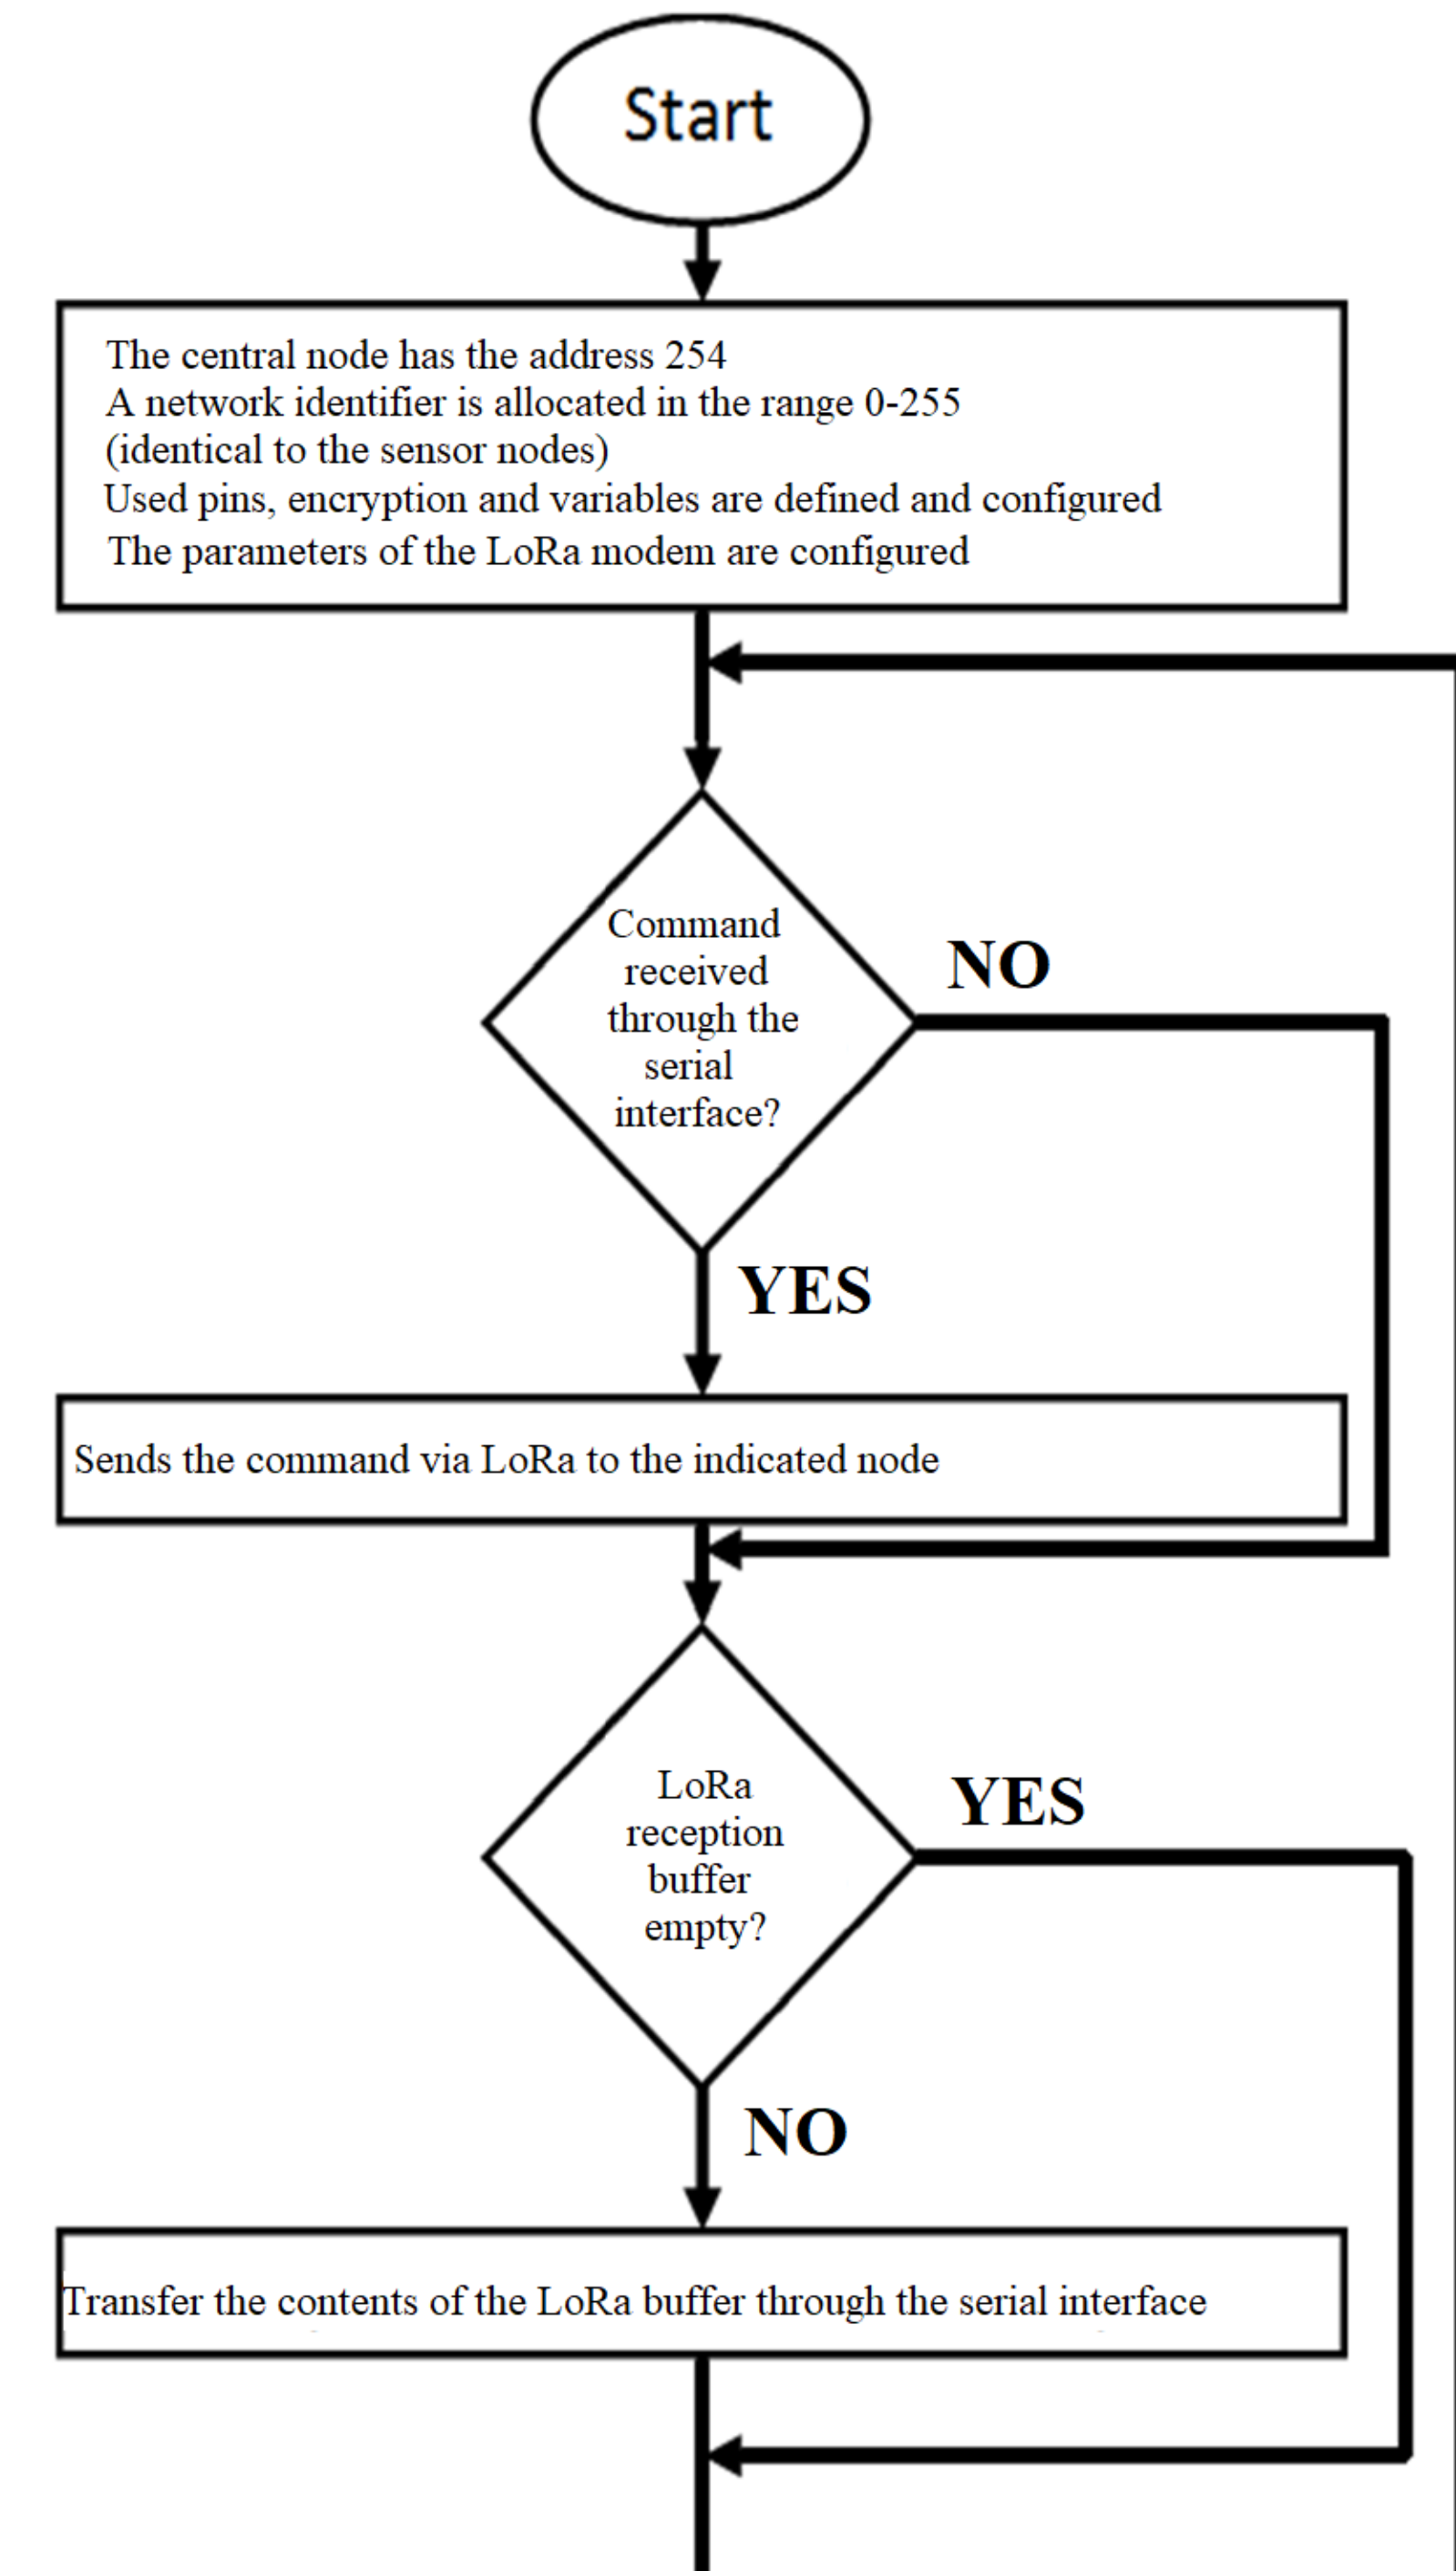 Start
The central node has the address 254
A network identifier is allocated in the range 0-255
(identical to the sensor nodes)
Used pins, encryption and variables are defined and configured
The parameters of the LoRa modem are configured
Command
received
through the
serial
interface?
NO
YES
Sends the command via LoRa to the indicated node
LoRa
reception
buffer
empty?
YES
NO
Transfer the contents of the LoRa buffer through the serial interface